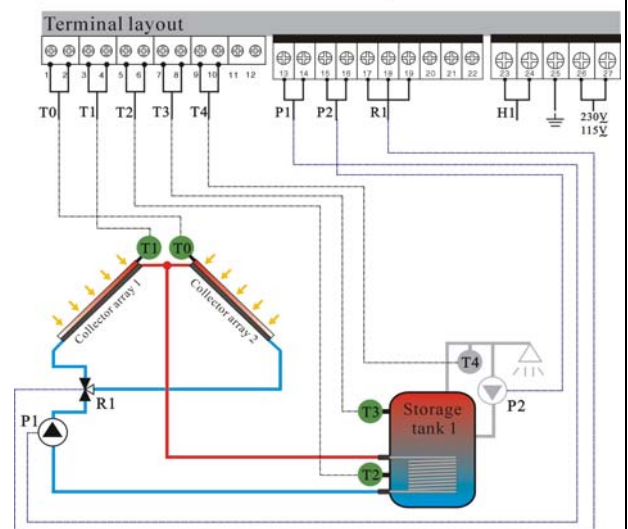 Terminal layout
1 2 3 4 5 6 7 8 9 10 11 12
13 14 15 16 17 18 19 20 21 22
23 24 25 26 27
T0 T1 T2 T3 T4 P1 P2 R1 H1 230V
115V
T1 T0
Collector array 1
Collector array 2
T4
R1
P1
P2
T3
Storage
tank 1
T2